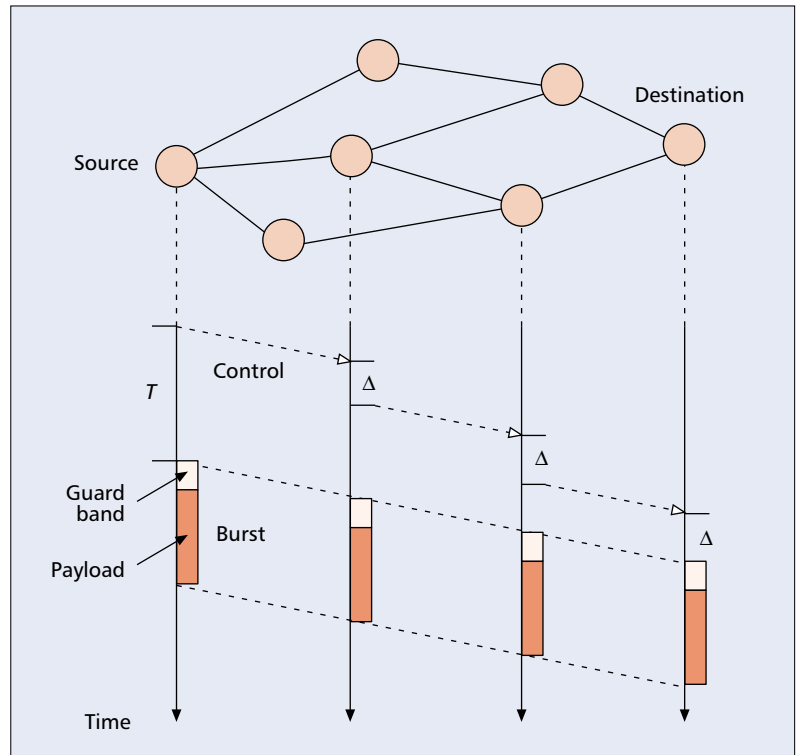 Destination
Source
Control
T
Δ
Δ
Δ
Guard
band
Burst
Payload
Time